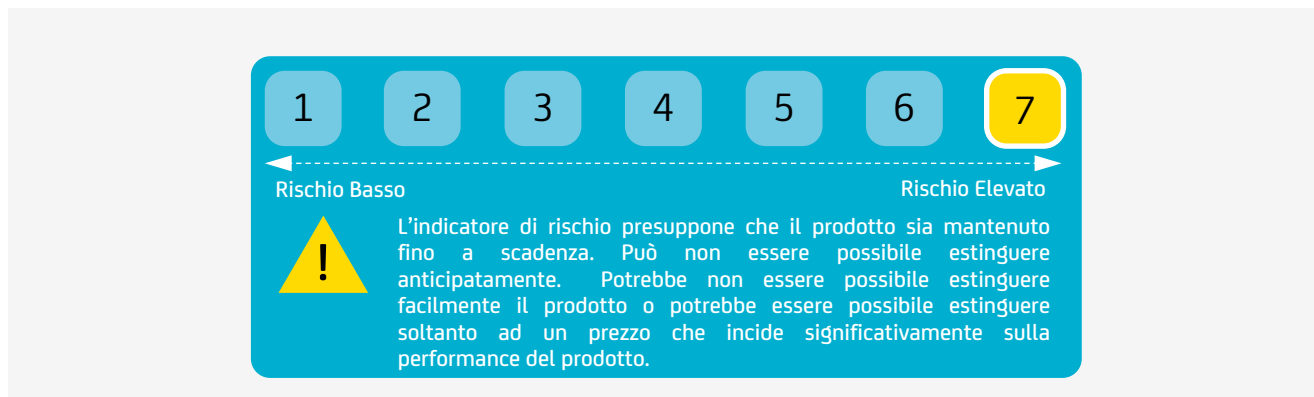 1 2 3 4 5 6 7
Rischio Basso Rischio Elevato
!
L'indicatore di rischio presuppone che il prodotto sia mantenuto
fino a scadenza. Può non essere possibile estinguere
anticipatamente. Potrebbe non essere possibile estinguere
facilmente il prodotto o potrebbe essere possibile estinguere
soltanto ad un prezzo che incide significativamente sulla
performance del prodotto.